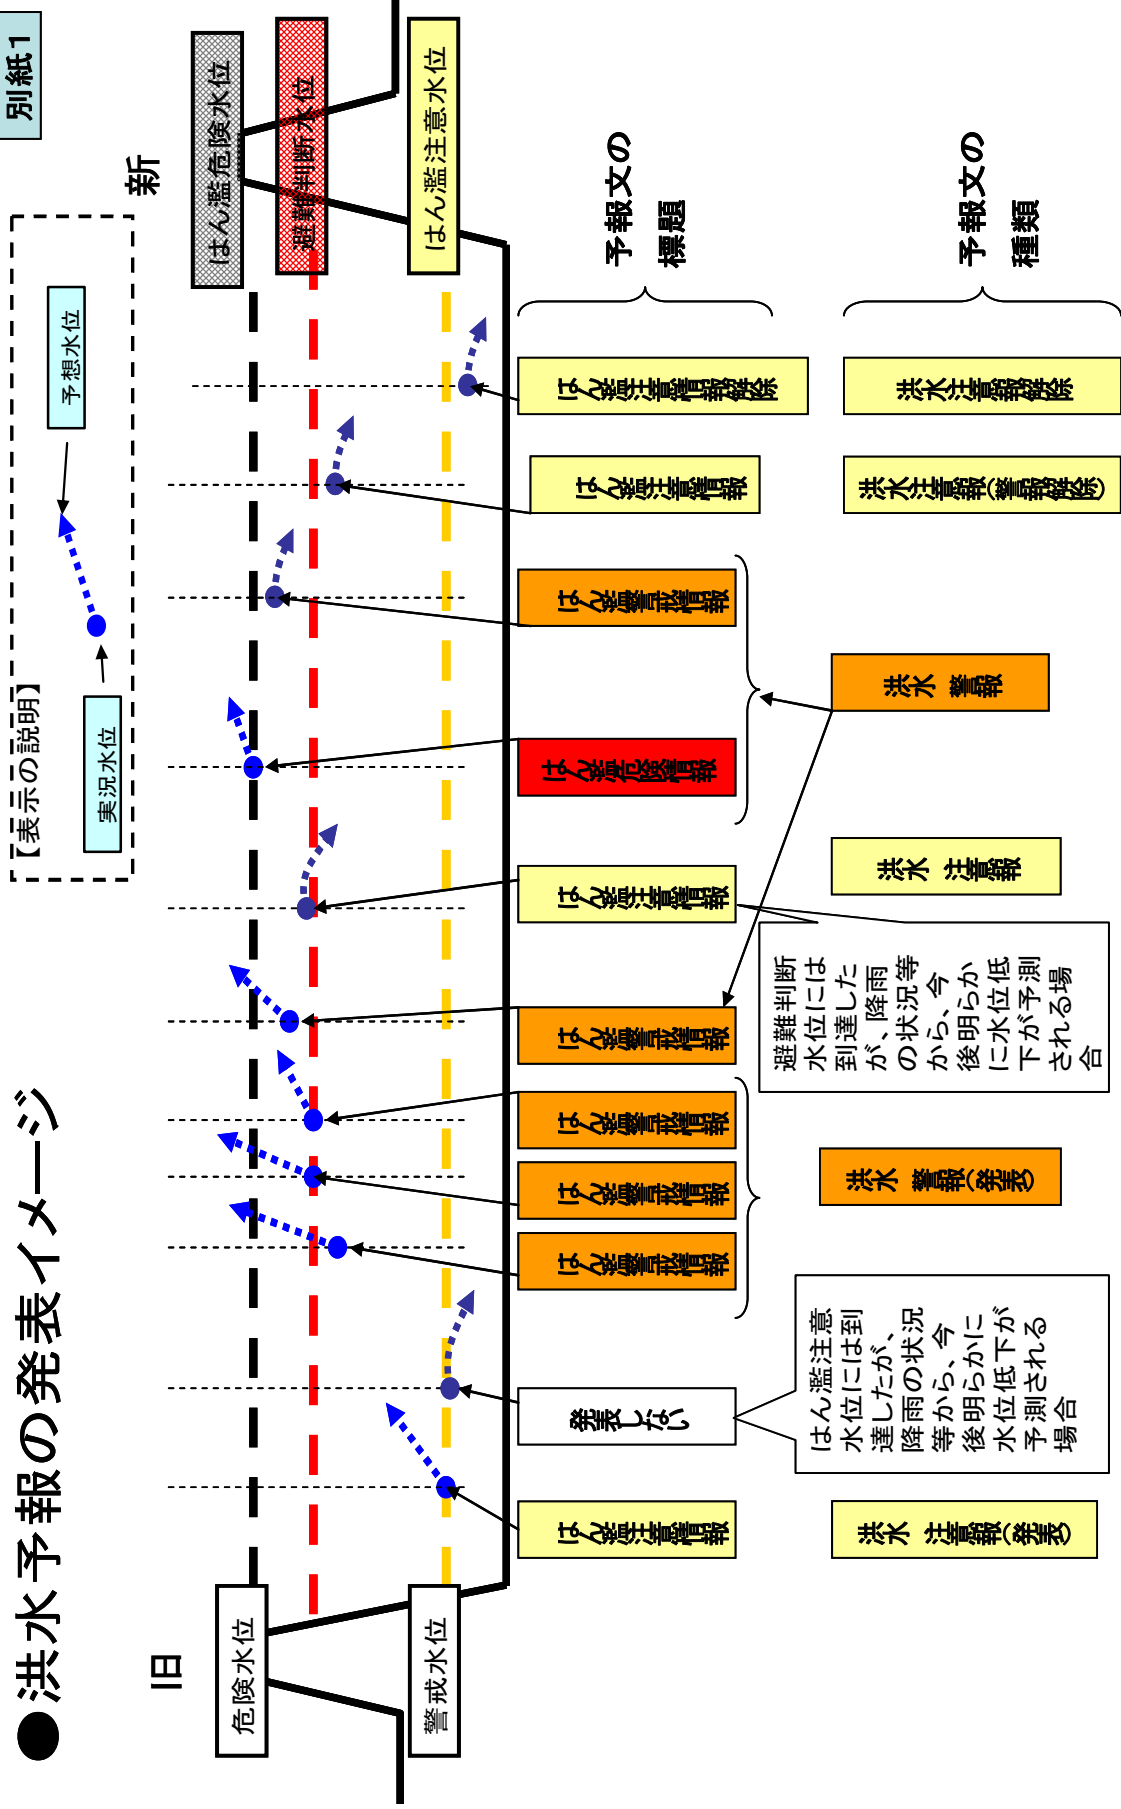 別紙1
●洪水予報の発表イメージ
【表示の説明】
実況水位
予想水位
旧
新
危険水位
警戒水位
はん濫危険水位
避難判断水位
はん濫注意水位
はん濫注意情報
発表しない
はん濫警戒情報
はん濫警戒情報
はん濫警戒情報
はん濫警戒情報
はん濫注意情報
はん濫危険情報
はん濫警戒情報
はん濫注意情報
はん濫注意情報解除
予報文の
標題
洪水 注意報(発表)
はん濫注意
水位には到
達したが、
降雨の状況
等から、今
後明らかに
水位低下が
予測される
場合
洪水 警報(発表)
避難判断
水位には
到達した
が、降雨
の状況等
から、今
後明らか
に水位低
下が予測
される場
合
洪水 注意報
洪水 警報
洪水注意報(警報解除)
洪水注意報解除
予報文の
種類